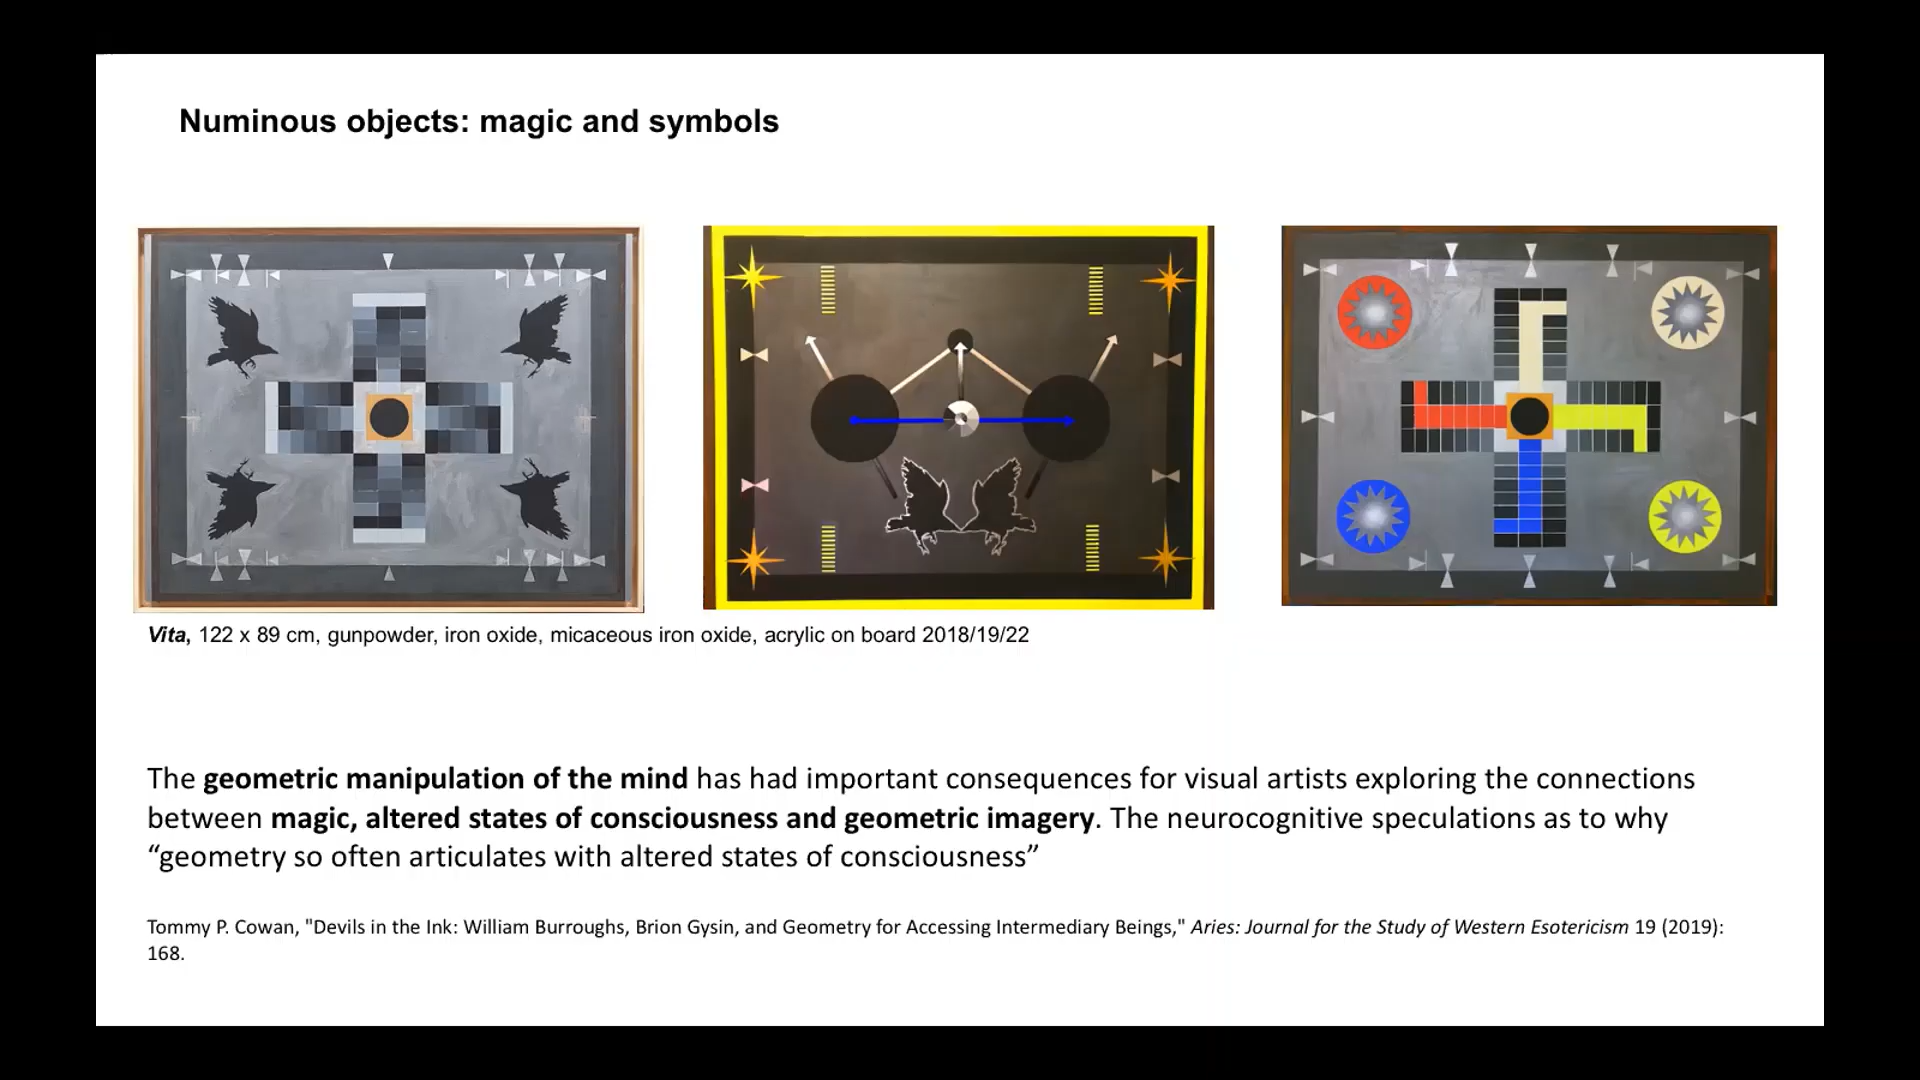 Numinous objects: magic and symbols
Vita, 122 x 89 cm, gunpowder, iron oxide, micaceous iron oxide, acrylic on board 2018/19/22
The geometric manipulation of the mind has had important consequences for visual artists exploring the connections
between magic, altered states of consciousness and geometric imagery. The neurocognitive speculations as to why
“geometry so often articulates with altered states of consciousness”
Tommy P. Cowan, "Devils in the Ink: William Burroughs, Brion Gysin, and Geometry for Accessing Intermediary Beings," Aries: Journal for the Study of Western Esotericism 19 (2019):
168.